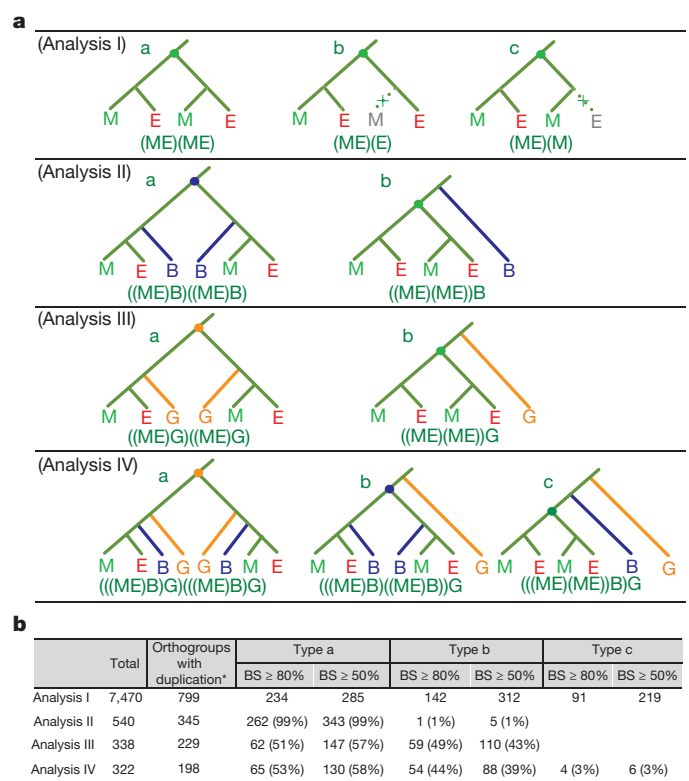 a
(Analysis I)
a b c
M E M E M E M E M E M E
(ME)(ME) (ME)(E) (ME)(M)
(Analysis II)
a b
M E B B M E M E M E B
((ME)B)((ME)B) ((ME)(ME))B
(Analysis III)
a b
M E G G M E M E M E G
((ME)G)((ME)G) ((ME)(ME))G
(Analysis IV)
a b c
M E B G G B M E M E B B M E G M E M E B G
(((ME)B)G)(((ME)B)G) (((ME)B)((ME)B))G (((ME)(ME))B)G
b
Total Orthogroups with duplication* Type a Type b Type c
BS ≥ 80% BS ≥ 50% BS ≥ 80% BS ≥ 50% BS ≥ 80% BS ≥ 50%
Analysis I 7,470 799 234 285 142 312 91 219
Analysis II 540 345 262 (99%) 343 (99%) 1 (1%) 5 (1%)
Analysis III 338 229 62 (51%) 147 (57%) 59 (49%) 110 (43%)
Analysis IV 322 198 65 (53%) 130 (58%) 54 (44%) 88 (39%) 4 (3%) 6 (3%)